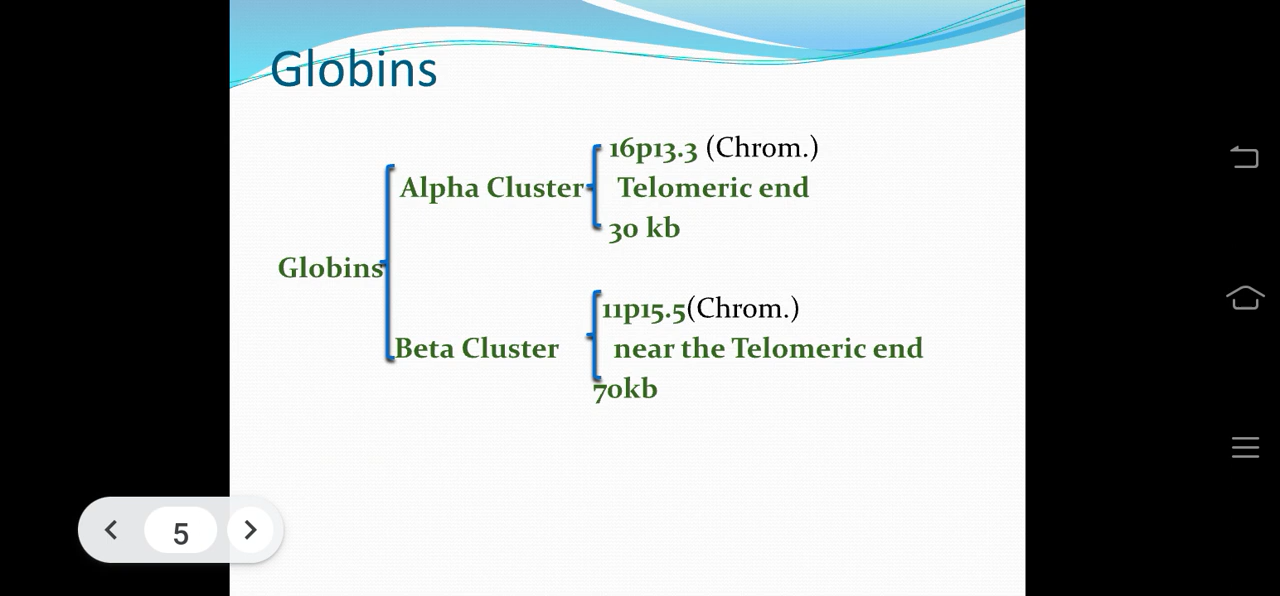 Globins
16p13.3 (Chrom.)
Alpha Cluster
Telomeric end
30 kb
Globins
11p15.5(Chrom.)
Beta Cluster
near the Telomeric end
70kb
5